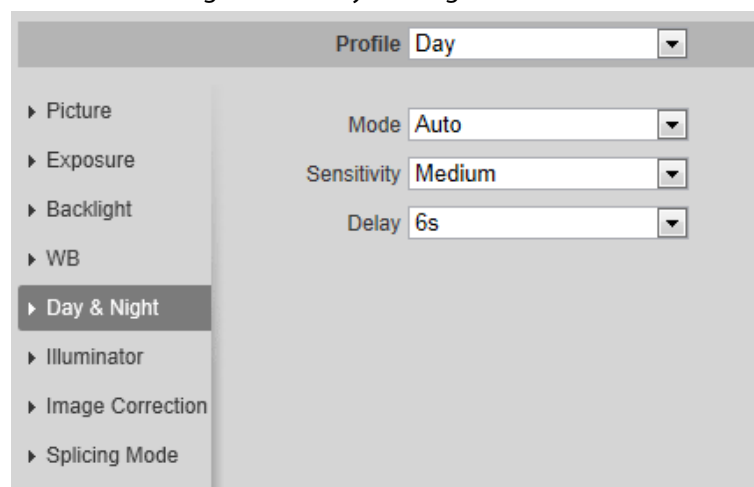 Profile Day
Picture
Mode Auto
Exposure
Sensitivity Medium
Backlight
Delay 6s
WB
Day & Night
Illuminator
Image Correction
Splicing Mode